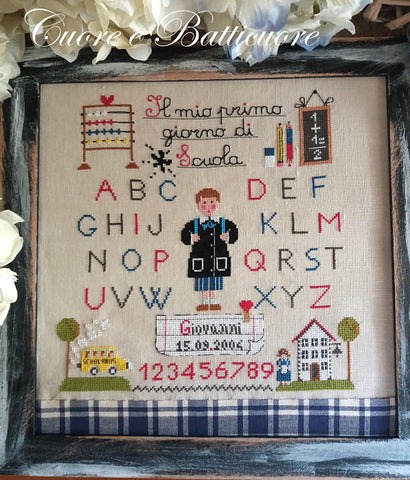 Cuore e Batticuore
Il mio primo
giorno di
Scuola
1+1=
2
ABC DEF
GHIJ KLM
NOP QRST
UVW XYZ
Giovanni
15.09.2006
SCHOLABUS
123456789